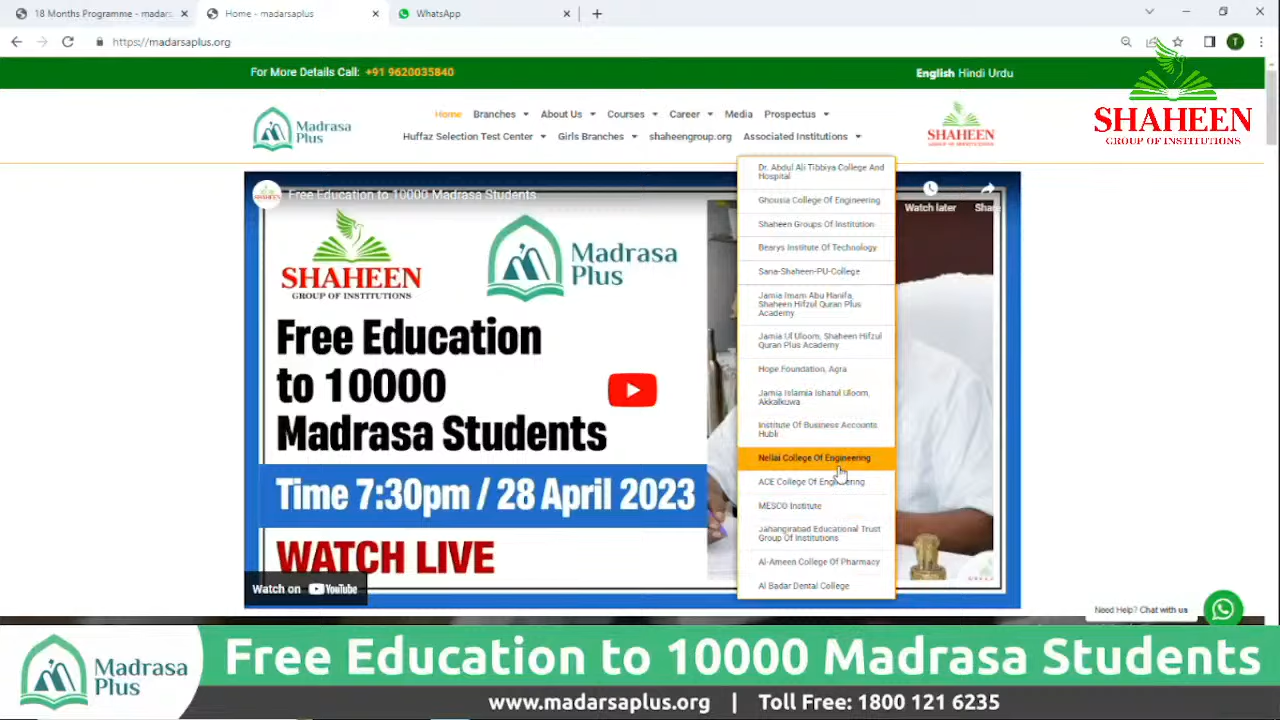 18 Months Programme - madars
Home - madarsaplus
WhatsApp
https://madarsaplus.org
T
For More Details Call: +91 9620035840
English Hindi Urdu
Madrasa
Plus
Home Branches About Us Courses Career Media Prospectus
Huffaz Selection Test Center Girls Branches shaheengroup.org Associated Institutions
SHAHEEN
GROUP OF INSTITUTIONS
SHAHEEN
GROUP OF INSTITUTIONS
Free Education to 10000 Madrasa Students
Watch later
Share
SHAHEEN
GROUP OF INSTITUTIONS
Madrasa
Plus
Free Education
to 10000
Madrasa Students
Time 7:30pm / 28 April 2023
WATCH LIVE
Watch on YouTube
Dr. Abdul Ali Tibbiya College And
Hospital
Ghousia College Of Engineering
Shaheen Groups Of Institution
Bearys Institute Of Technology
Sana-Shaheen-PU-College
Jamia Imam Abu Hanifa,
Shaheen Hifzul Quran Plus
Academy
Jamia Ul Uloom, Shaheen Hifzul
Quran Plus Academy
Hope Foundation, Agra
Jamia Islamia Ishatul Uloom,
Akkalkuwa
Institute Of Business Accounts
Hubli
Nellai College Of Engineering
ACE College Of Engineering
MESCO Institute
Jahangirabad Educational Trust
Group Of Institutions
Al-Ameen College Of Pharmacy
Al Badar Dental College
Need Help? Chat with us
Madrasa
Plus
Free Education to 10000 Madrasa Students
www.madarsaplus.org | Toll Free: 1800 121 6235